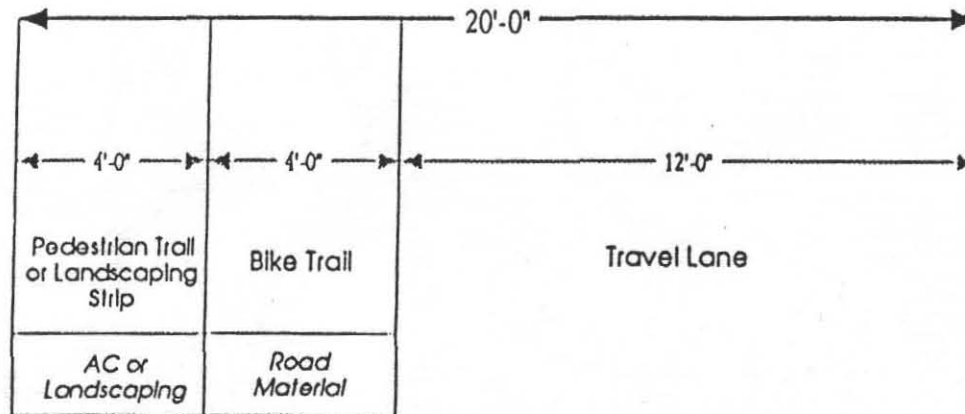 20'-0"
4'-0"
4'-0"
12'-0"
Pedestrian Trail
or Landscaping
Strip
Bike Trail
Travel Lane
AC or
Landscaping
Road
Material